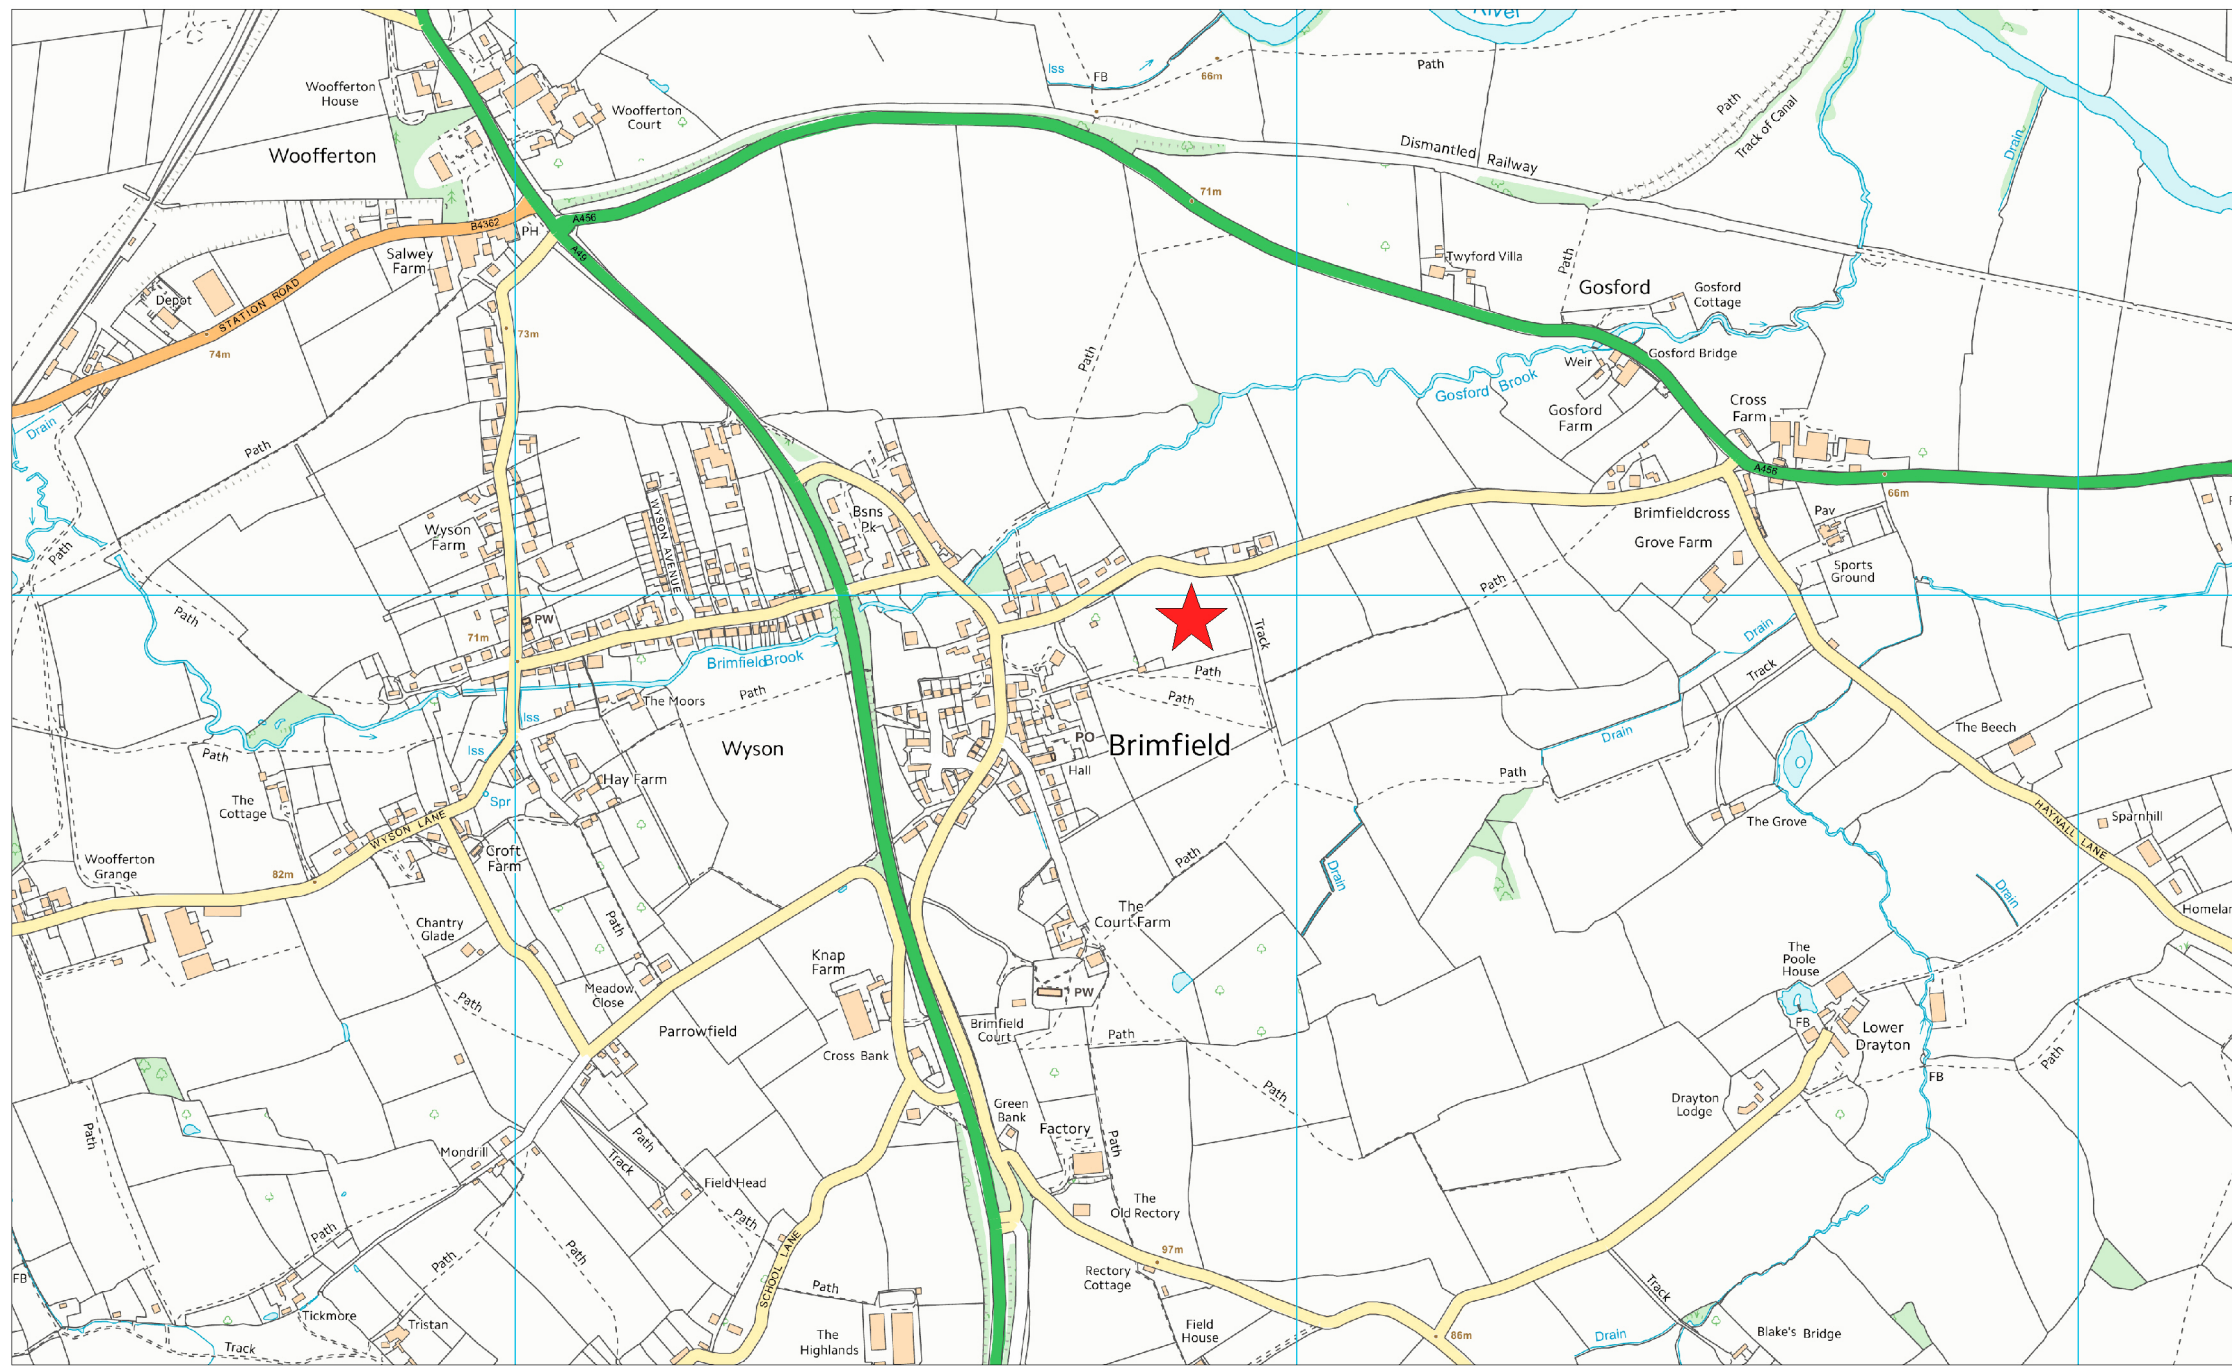 River
Iss
FB
66m
Path
Woofferton
House
Woofferton
Court
Path
Track of Canal
Drain
Woofferton
Dismantled Railway
71m
A456
B4362
PH
A49
Salwey
Farm
Twyford Villa
Path
Gosford
Gosford
Cottage
Depot
STATION ROAD
74m
73m
Path
Gosford Bridge
Weir
Gosford Brook
Gosford
Farm
Cross
Farm
Drain
Path
A456
66m
Bsns
Pk
WYSON AVENUE
Wyson
Farm
Path
Brimfieldcross
Grove Farm
Pav
Sports
Ground
Path
Path
PW
71m
Brimfield Brook
Track
Drain
Track
Path
Path
The Moors
Path
Iss
Iss
Path
Wyson
PO
Brimfield
Hall
Drain
The Beech
Hay Farm
Spr
Path
The
Cottage
WYSON LANE
The Grove
HAYNALL LANE
Sparnhill
Croft
Farm
Woofferton
Grange
82m
Path
Drain
Drain
Chantry
Glade
Path
The
Court Farm
Homelan
Knap
Farm
The
Poole
House
Meadow
Close
Path
PW
FB
Parrowfield
Brimfield
Court
Path
Lower
Drayton
Cross Bank
Path
FB
Path
Drayton
Lodge
Green
Bank
Factory
Path
Path
Path
Mondrill
Track
Field Head
Path
The
Old Rectory
Path
Path
Path
SCHOOL LANE
97m
FB
Path
Rectory
Cottage
Track
Tickmore
Tristan
Track
The
Highlands
Field
House
86m
Drain
Blake's Bridge